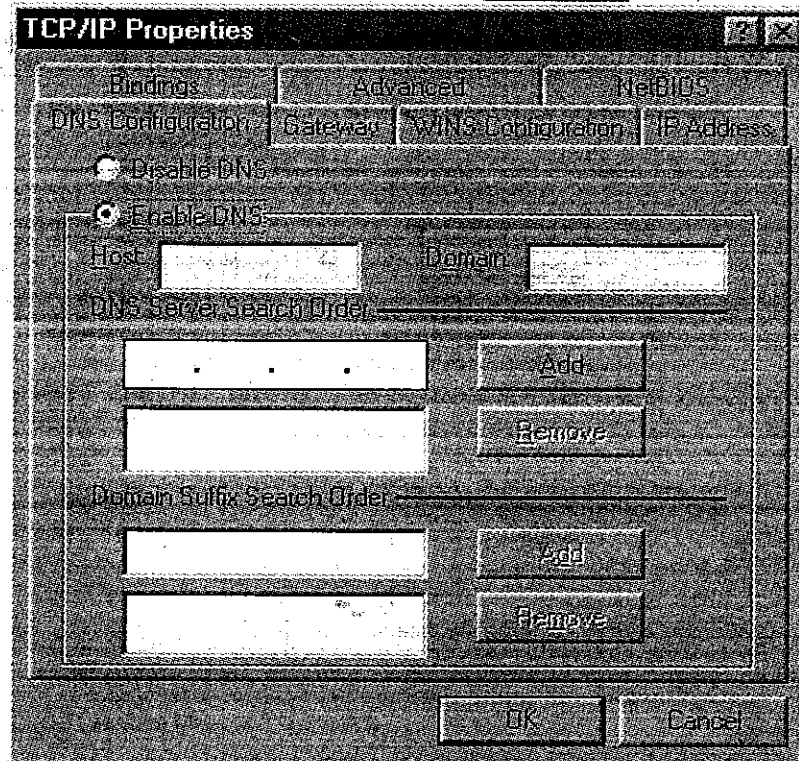 TCP/IP Properties
? X
Bindings Advanced NetBIOS
DNS Configuration Gateway WINS Configuration IP Address
Disable DNS
Enable DNS
Host: Domain:
DNS Server Search Order
. . .
Add
Remove
Domain Suffix Search Order
Add
Remove
OK Cancel